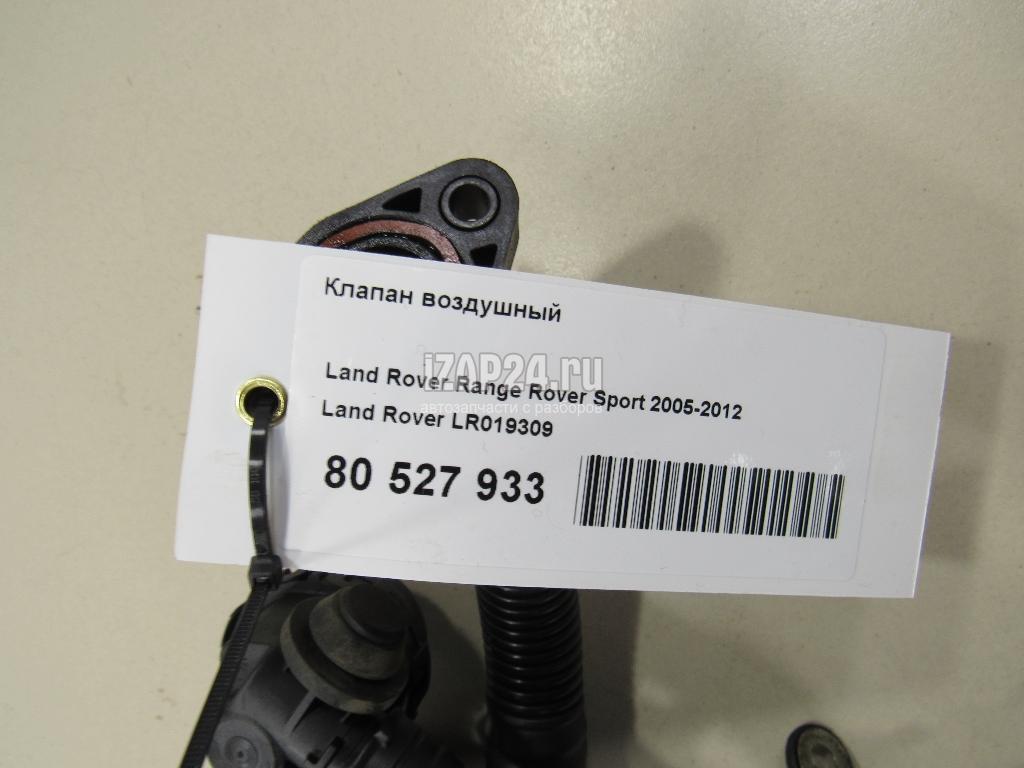 Клапан воздушный
iZAP24.ru
Land Rover Range Rover Sport 2005-2012
автозапчасти с разборов
Land Rover LR019309
80 527 933